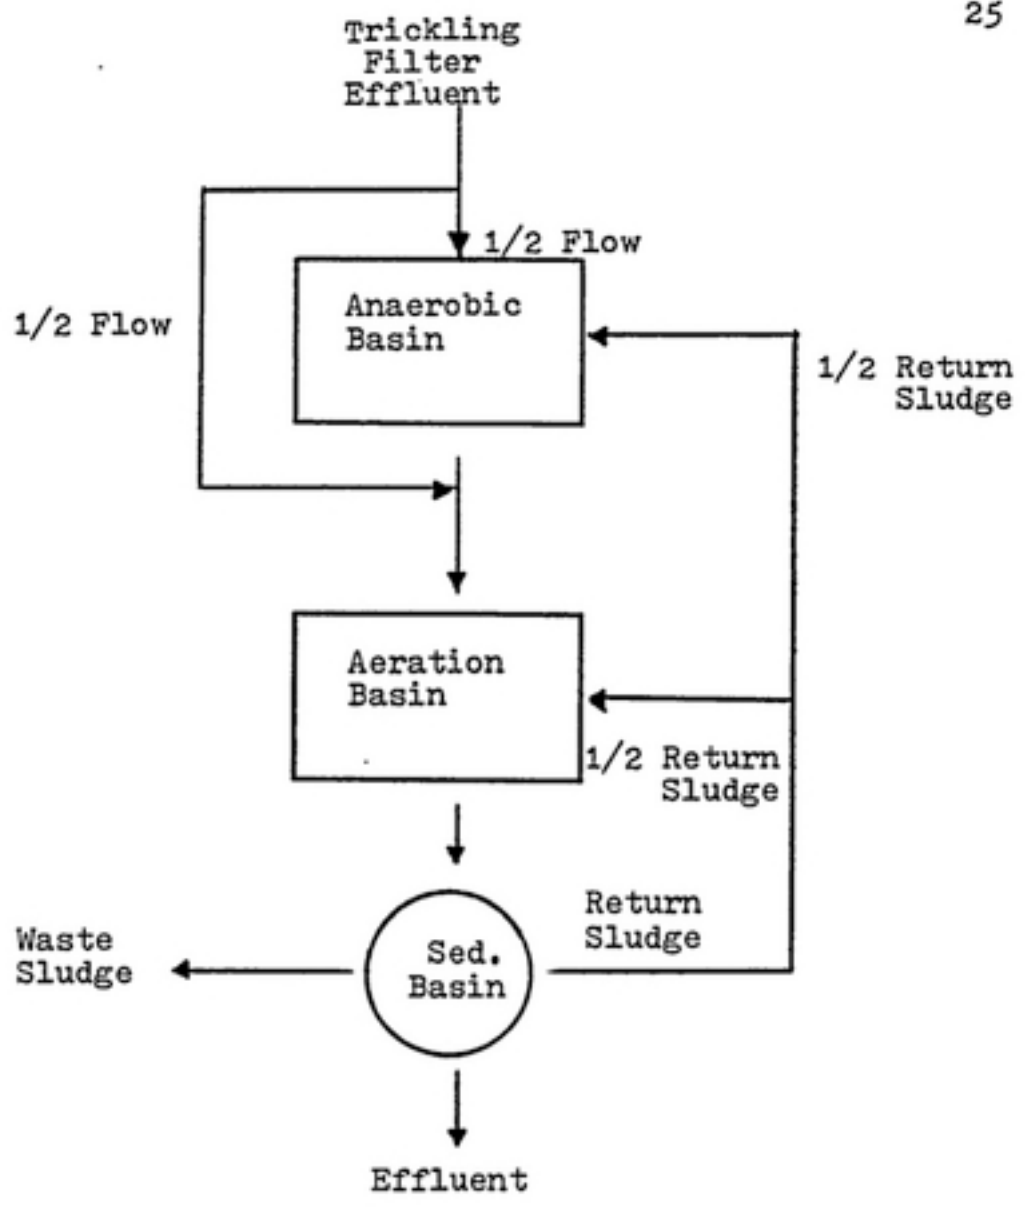 25
Trickling
Filter
Effluent
1/2 Flow
Anaerobic
Basin
1/2 Flow
1/2 Return
Sludge
Aeration
Basin
1/2 Return
Sludge
Return
Sludge
Waste
Sludge
Sed.
Basin
Effluent